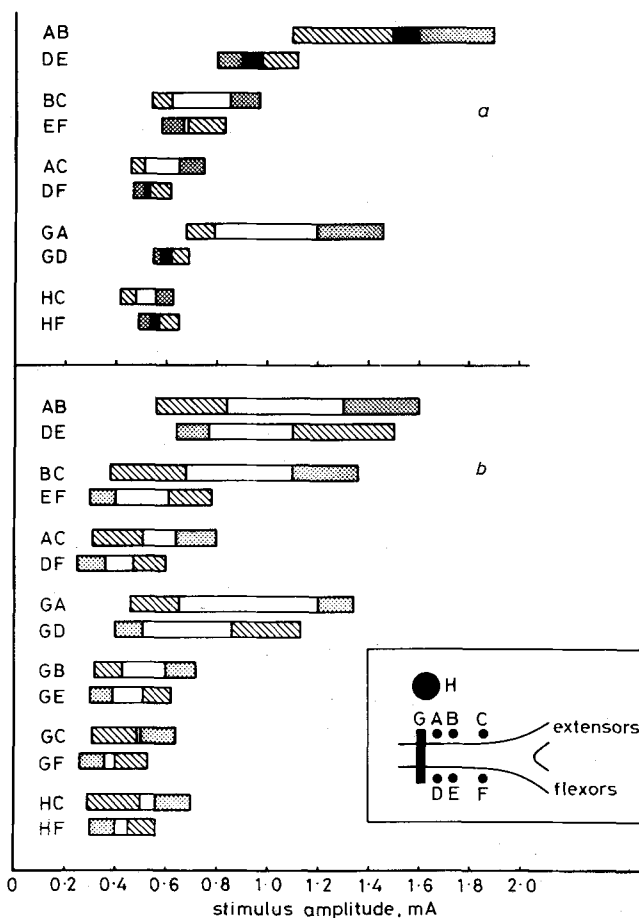 AB
DE
BC
EF
a
AC
DF
GA
GD
HC
HF
AB
DE
BC
EF
b
AC
DF
GA
GD
GB
GE
GC
GF
HC
HF
H
G A B C
extensors
D E F
flexors
0 0·2 0·4 0·6 0·8 1·0 1·2 1·4 1·6 1·8 2·0
stimulus amplitude, mA